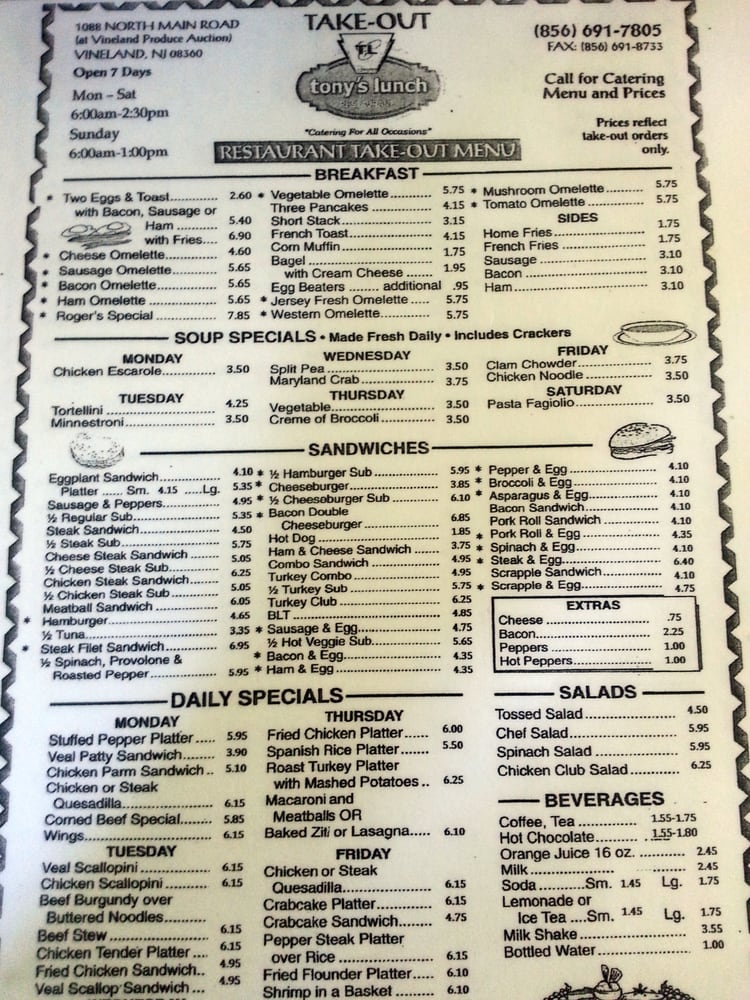 1088 NORTH MAIN ROAD
(at Vineland Produce Auction)
VINELAND, NJ 08360
Open 7 Days
Mon – Sat
6:00am-2:30pm
Sunday
6:00am-1:00pm
TAKE-OUT
TL
tony's lunch
"Catering For All Occasions"
RESTAURANT TAKE-OUT MENU
(856) 691-7805
FAX: (856) 691-8733
Call for Catering
Menu and Prices
Prices reflect
take-out orders
only.
BREAKFAST
* Two Eggs & Toast 2.60
with Bacon, Sausage or
Ham 5.40
with Fries 6.90
* Cheese Omelette 4.60
* Sausage Omelette 5.65
* Bacon Omelette 5.65
* Ham Omelette 5.65
* Roger's Special 7.85
* Vegetable Omelette 5.75
Three Pancakes 4.15
Short Stack 3.15
French Toast 4.15
Corn Muffin 1.75
Bagel
with Cream Cheese 1.95
Egg Beaters additional .95
* Jersey Fresh Omelette 5.75
* Western Omelette 5.75
* Mushroom Omelette 5.75
* Tomato Omelette 5.75
SIDES
Home Fries 1.75
French Fries 1.75
Sausage 3.10
Bacon 3.10
Ham 3.10
SOUP SPECIALS • Made Fresh Daily • Includes Crackers
MONDAY
Chicken Escarole 3.50
TUESDAY
Tortellini 4.25
Minnestroni 3.50
WEDNESDAY
Split Pea 3.50
Maryland Crab 3.75
THURSDAY
Vegetable 3.50
Creme of Broccoli 3.50
FRIDAY
Clam Chowder 3.75
Chicken Noodle 3.50
SATURDAY
Pasta Fagiolio 3.50
SANDWICHES
Eggplant Sandwich 4.10
Platter Sm. 4.15 Lg. 5.35
Sausage & Peppers 4.95
½ Regular Sub 5.35
Steak Sandwich 4.50
½ Steak Sub 5.75
Cheese Steak Sandwich 5.05
½ Cheese Steak Sub 6.25
Chicken Steak Sandwich 5.05
½ Chicken Steak Sub 6.05
Meatball Sandwich 4.65
* Hamburger 3.35
½ Tuna
* Steak Filet Sandwich 6.95
½ Spinach, Provolone &
Roasted Pepper 5.95
* ½ Hamburger Sub 5.95
* Cheeseburger 3.85
* ½ Cheesoburger Sub 6.10
* Bacon Double
Cheeseburger 6.85
Hot Dog 1.85
Ham & Cheese Sandwich 3.75
Combo Sandwich 4.95
Turkey Combo 4.95
½ Turkey Sub 5.75
Turkey Club 6.25
BLT 4.85
* Sausage & Egg 4.75
½ Hot Veggie Sub 5.65
* Bacon & Egg 4.35
* Ham & Egg 4.35
* Pepper & Egg 4.10
* Broccoli & Egg 4.10
* Asparagus & Egg 4.10
Bacon Sandwich 4.10
Pork Roll Sandwich 4.10
* Pork Roll & Egg 4.35
* Spinach & Egg 4.10
* Steak & Egg 6.40
Scrapple Sandwich 4.10
* Scrapple & Egg 4.75
EXTRAS
Cheese .75
Bacon 2.25
Peppers 1.00
Hot Peppers 1.00
DAILY SPECIALS
MONDAY
Stuffed Pepper Platter 5.95
Veal Patty Sandwich 3.90
Chicken Parm Sandwich 5.10
Chicken or Steak
Quesadilla 6.15
Corned Beef Special 5.85
Wings 6.15
TUESDAY
Veal Scallopini 6.15
Chicken Scallopini 6.15
Beef Burgundy over
Buttered Noodles
Beef Stew 6.15
Chicken Tender Platter 6.15
Fried Chicken Sandwich 4.95
Veal Scallop Sandwich 4.95
THURSDAY
Fried Chicken Platter 6.00
Spanish Rice Platter 5.50
Roast Turkey Platter
with Mashed Potatoes 6.25
Macaroni and
Meatballs OR
Baked Ziti or Lasagna 6.10
FRIDAY
Chicken or Steak
Quesadilla 6.15
Crabcake Platter 6.15
Crabcake Sandwich 4.75
Pepper Steak Platter
over Rice 6.15
Fried Flounder Platter 6.10
Shrimp in a Basket 6.10
SALADS
Tossed Salad 4.50
Chef Salad 5.95
Spinach Salad 5.95
Chicken Club Salad 6.25
BEVERAGES
Coffee, Tea 1.55-1.75
Hot Chocolate 1.55-1.80
Orange Juice 16 oz. 2.45
Milk 2.45
Soda Sm. 1.45 Lg. 1.75
Lemonade or
Ice Tea Sm. 1.45 Lg. 1.75
Milk Shake 3.55
Bottled Water 1.00